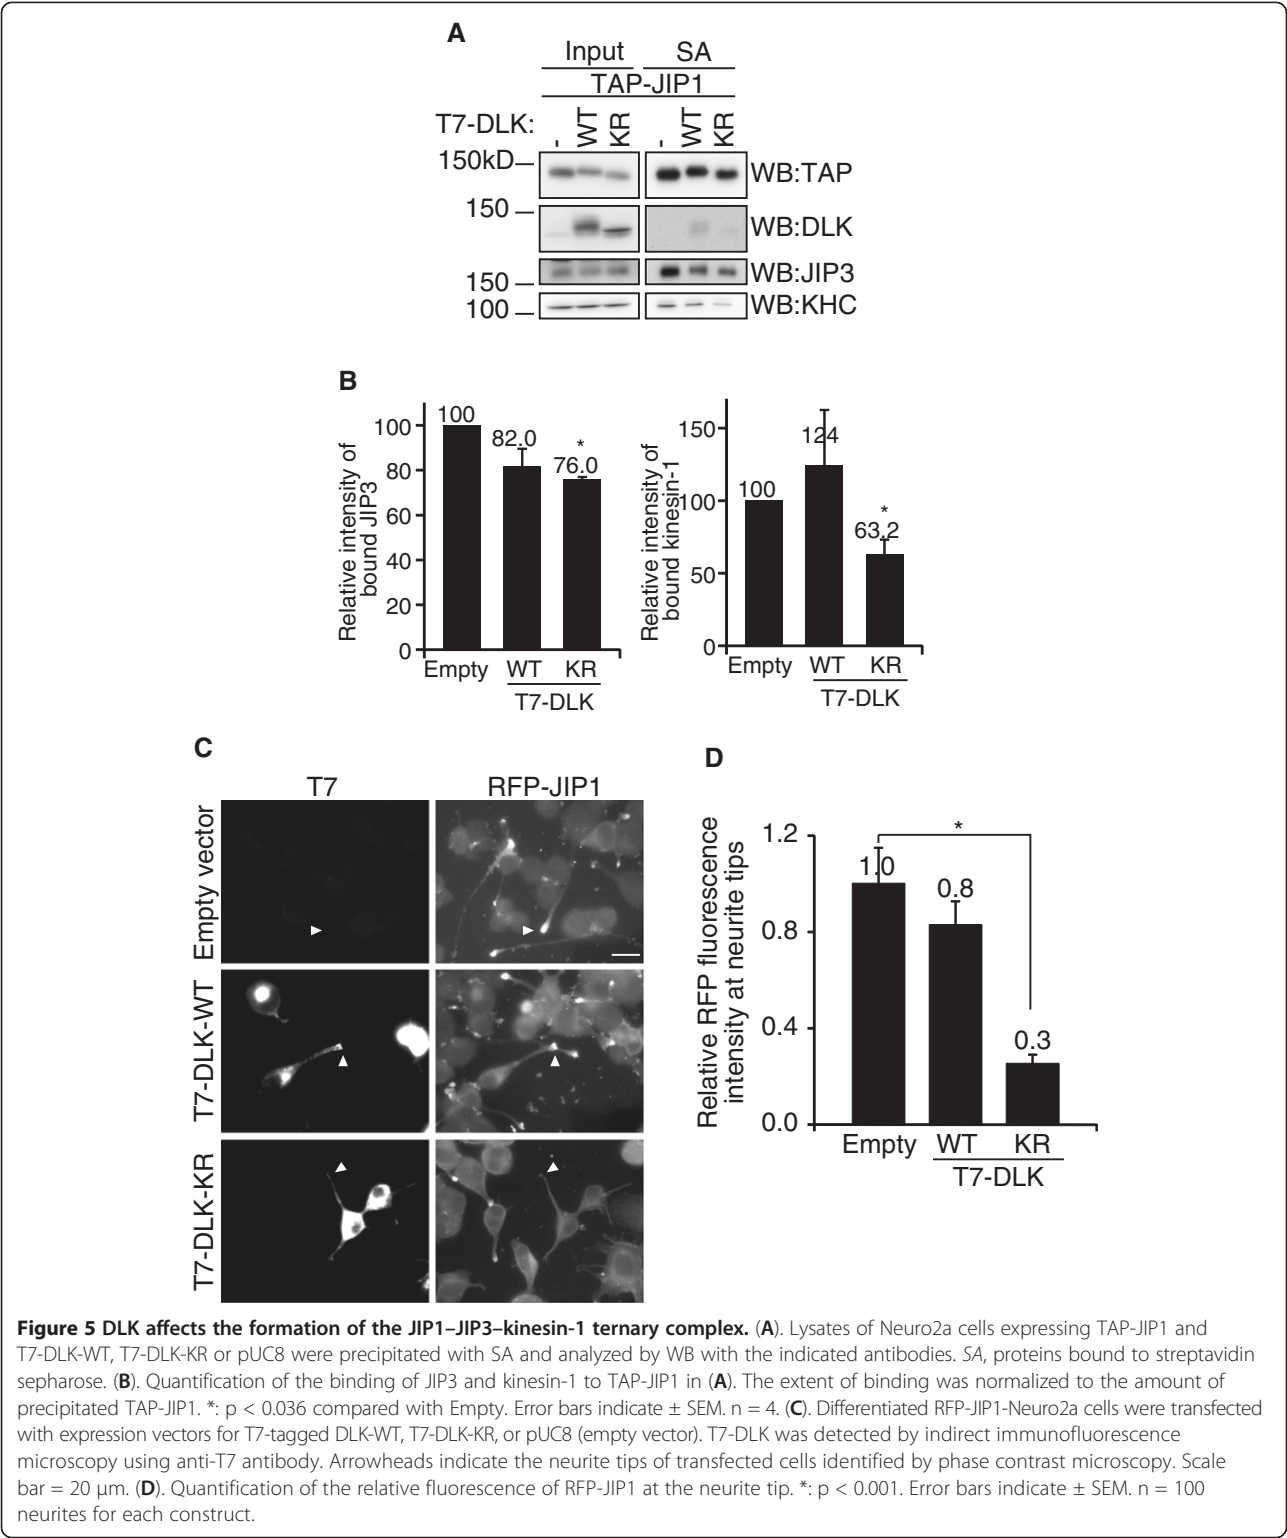 A
Input SA
TAP-JIP1
T7-DLK: - WT KR - WT KR
150kD WB:TAP
150 WB:DLK
150 WB:JIP3
100 WB:KHC
B
Relative intensity of
bound JIP3
100
80
60
40
20
0
100
82.0
*
76.0
Empty WT KR
T7-DLK
Relative intensity of
bound kinesin-1
150
100
50
0
100
124
*
63.2
Empty WT KR
T7-DLK
C
T7 RFP-JIP1
Empty vector
T7-DLK-WT
T7-DLK-KR
D
Relative RFP fluorescence
intensity at neurite tips
1.2
0.8
0.4
0.0
*
1.0
0.8
0.3
Empty WT KR
T7-DLK
Figure 5 DLK affects the formation of the JIP1–JIP3–kinesin-1 ternary complex. (A). Lysates of Neuro2a cells expressing TAP-JIP1 and
T7-DLK-WT, T7-DLK-KR or pUC8 were precipitated with SA and analyzed by WB with the indicated antibodies. SA, proteins bound to streptavidin
sepharose. (B). Quantification of the binding of JIP3 and kinesin-1 to TAP-JIP1 in (A). The extent of binding was normalized to the amount of
precipitated TAP-JIP1. *: p < 0.036 compared with Empty. Error bars indicate ± SEM. n = 4. (C). Differentiated RFP-JIP1-Neuro2a cells were transfected
with expression vectors for T7-tagged DLK-WT, T7-DLK-KR, or pUC8 (empty vector). T7-DLK was detected by indirect immunofluorescence
microscopy using anti-T7 antibody. Arrowheads indicate the neurite tips of transfected cells identified by phase contrast microscopy. Scale
bar = 20 μm. (D). Quantification of the relative fluorescence of RFP-JIP1 at the neurite tip. *: p < 0.001. Error bars indicate ± SEM. n = 100
neurites for each construct.